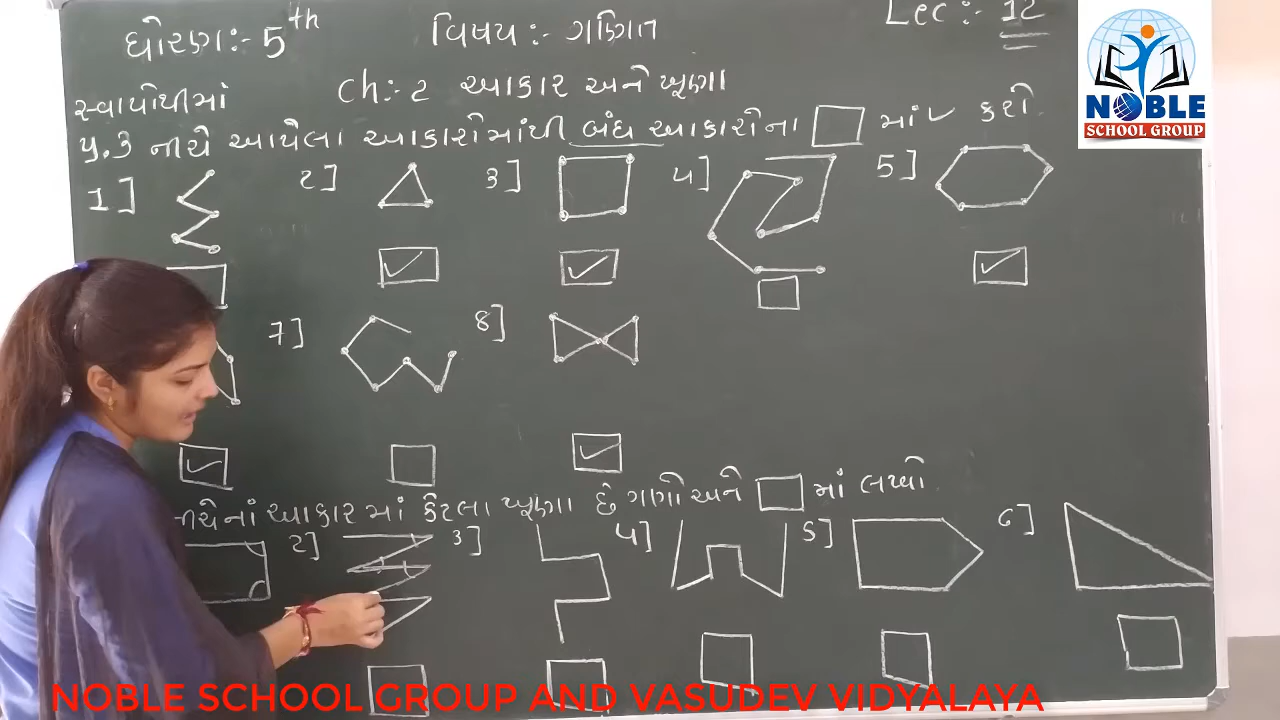 ધોરણ:- 5th વિષય:- ગણિત Lec:- 12
Ch:-2 આકાર અને ખૂણા
સ્વાપોથીમાં
પ્ર.3 નીચે આપેલા આકારોમાંથી બંધ આકારોના માં ✓ કરો.
1] 2] 3] 4] 5]
7] 8]
નીચેનાં આકારમાં કેટલા ખૂણા છે ગણો અને માં લખો
2] 3] 4] 5] 6]
NOBLE
SCHOOL GROUP
NOBLE SCHOOL GROUP AND VASUDEV VIDYALAYA